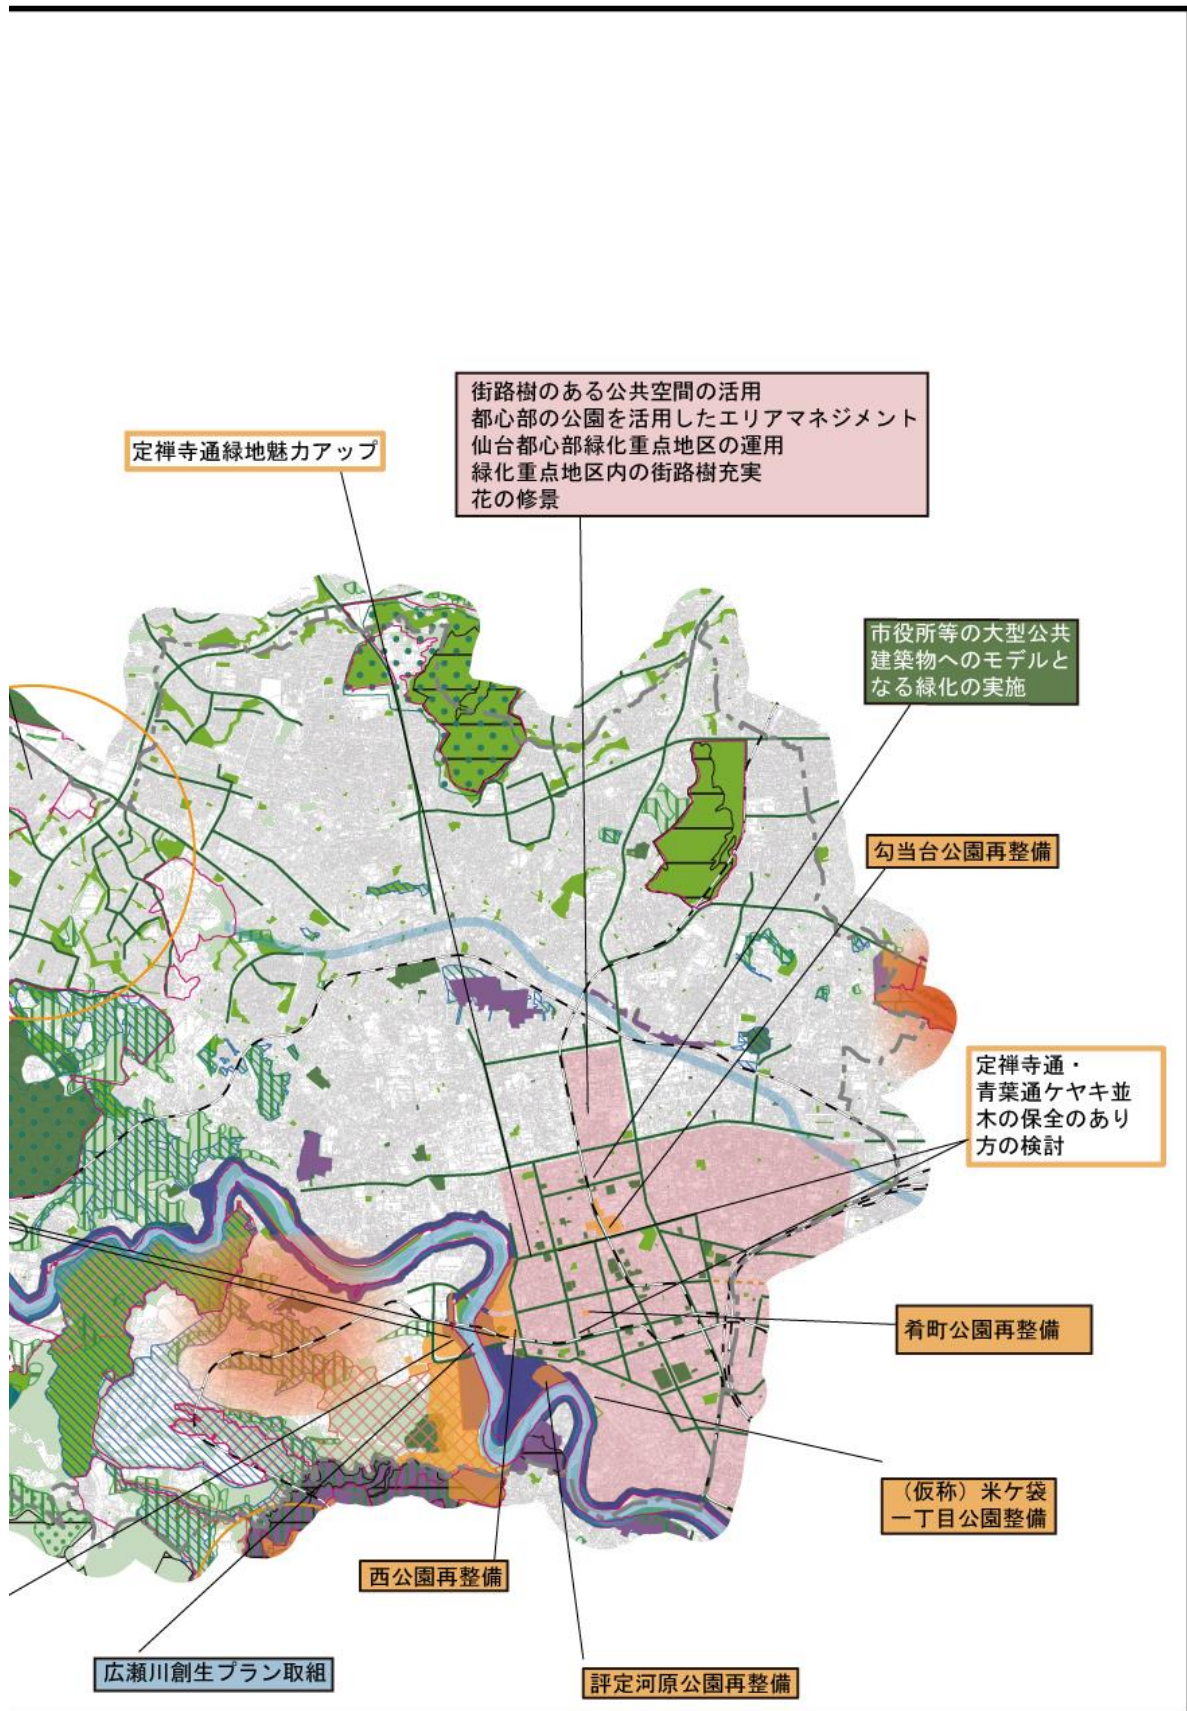 街路樹のある公共空間の活用
都心部の公園を活用したエリアマネジメント
仙台都心部緑化重点地区の運用
緑化重点地区内の街路樹充実
花の修景
定禅寺通緑地魅力アップ
市役所等の大型公共
建築物へのモデルと
なる緑化の実施
勾当台公園再整備
定禅寺通・
青葉通ケヤキ並
木の保全のあり
方の検討
肴町公園再整備
（仮称）米ケ袋
一丁目公園整備
西公園再整備
広瀬川創生プラン取組
評定河原公園再整備